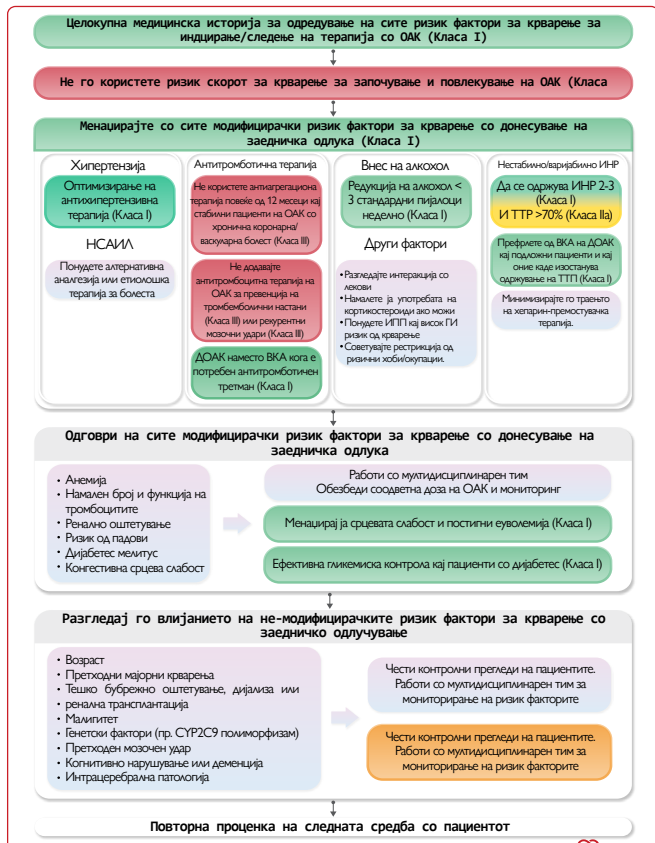 Целокупна медицинска историја за одредување на сите ризик фактори за крварење за
индцирање/следење на терапија со ОАК (Класа I)
Не го користете ризик скорот за крварење за започување и повлекување на ОАК (Класа
Менаџирајте со сите модифицирачки ризик фактори за крварење со донесување на
заедничка одлука (Класа I)
Хипертензија
Оптимизирање на
антихипертензивна
терапија (Класа I)
НСАИЛ
Понудете алтернативна
аналгезија или етиолошка
терапија за болеста
Антитромботична терапија
Не користете антиагрегациона
терапија повеќе од 12 месеци кај
стабилни пациенти на ОАК со
хронична коронарна/
васкуларна болест (Класа III)
Не додавајте
антитромбоцитна терапија на
ОАК за превенција на
тромбемболични настани
(Класа III) или рекурентни
мозочни удари (Класа III)
ДОАК наместо ВКА кога е
потребен антитромботичен
третман (Класа I)
Внес на алкохол
Редукција на алкохол <
3 стандардни пијалоци
неделно (Класа I)
Други фактори
•Разгледајте интеракција со
лекови
•Намалете ја употребата на
кортикостероиди ако можи
•Понудете ИПП кај висок ГИ
ризик од крварење
•Советувајте рестрикција од
ризични хоби/окупации.
Нестабилно/варијабилно ИНР
Да се одржува ИНР 2-3
(Класа I)
И ТТР >70% (Класа IIa)
Префлете од ВКА на ДОАК
кај подложни пациенти и кај
оние каде изостанува
одржување на ТТП (Класа I)
Минимизирајте го траењто
на хепарин-премостувачка
терапија.
Одговри на сите модифицирачки ризик фактори за крварење со донесување на
заедничка одлука
• Анемија
• Намален број и функција на
тромбоцитите
• Ренално оштетување
• Ризик од падови
• Дијабетес мелитус
• Конгестивна срцева слабост
Работи со мултидисциплинарен тим
Обезбеди соодветна доза на ОАК и мониторинг
Менаџирај ја срцевата слабост и постигни еуволемија (Класа I)
Ефективна гликемиска контрола кај пациенти со дијабетес (Класа I)
Разгледај го влијанието на не-модифицирачките ризик фактори за крварење со
заедничко одлучување
• Возраст
• Претходни мајорни крварења
• Тешко бубрежно оштетување, дијализа или
• ренална трансплантација
• Малигитет
• Генетски фактори (пр. CYP2C9 полиморфизам)
• Претходен мозочен удар
• Когнитивно нарушување или деменција
• Интрацеребрална патологија
Чести контролни прегледи на пациентите.
Работи со мултидисциплинарен тим за
мониторирање на ризик факторите
Чести контролни прегледи на пациентите.
Работи со мултидисциплинарен тим за
мониторирање на ризик факторите
Повторна проценка на следната средба со пациентот